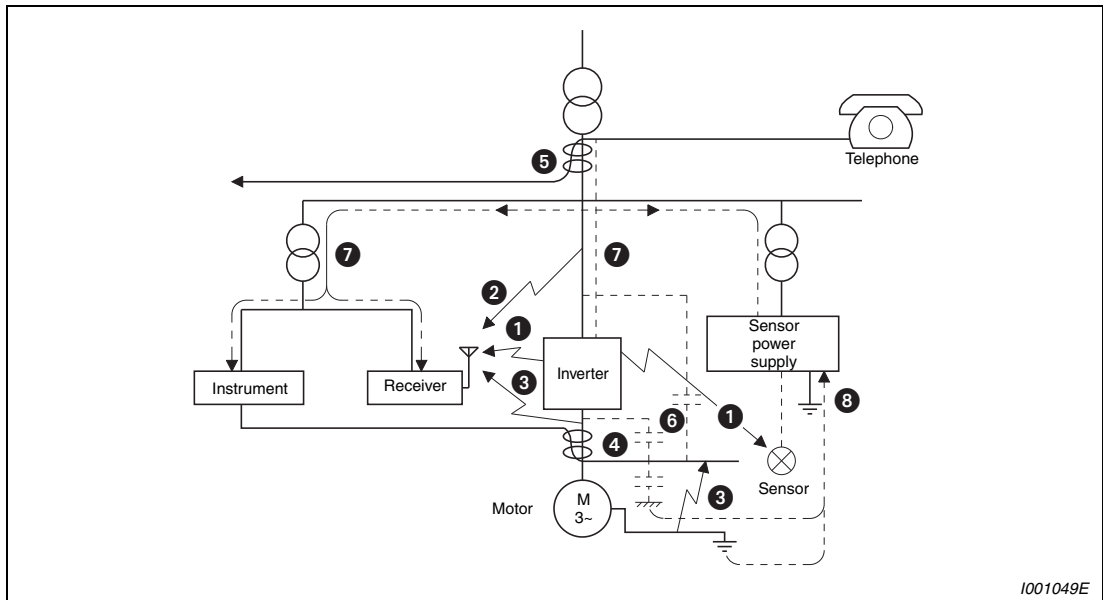 5
Telephone
7
7
2
1
Sensor
power
supply
Instrument
Receiver
Inverter
3
8
6
1
4
Sensor
3
Motor
M
3~
I001049E